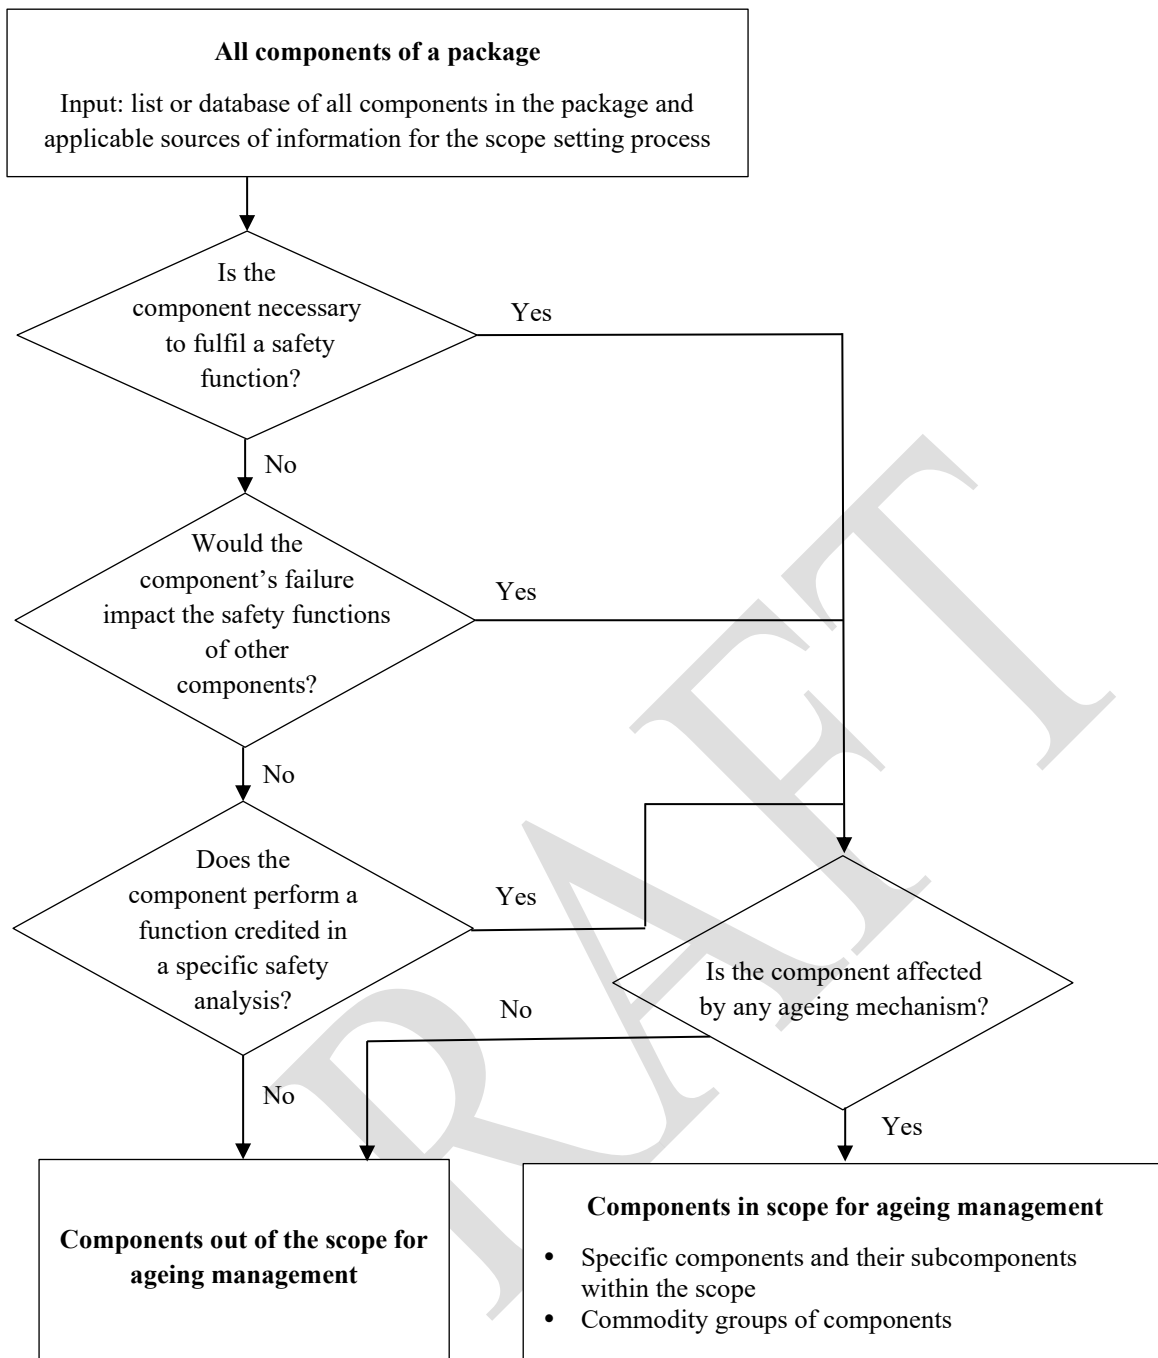 All components of a package
Input: list or database of all components in the package and
applicable sources of information for the scope setting process
Is the
component necessary
to fulfil a safety
function?
Yes
No
Would the
component’s failure
impact the safety functions
of other
components?
Yes
No
Does the
component perform a
function credited in
a specific safety
analysis?
Yes
No
Is the component affected
by any ageing mechanism?
No
Yes
Components out of the scope for
ageing management
Components in scope for ageing management
• Specific components and their subcomponents
within the scope
• Commodity groups of components
RAFT